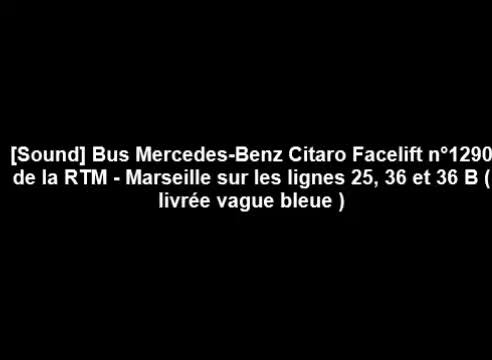 [Sound] Bus Mercedes-Benz Citaro Facelift n°1290
de la RTM - Marseille sur les lignes 25, 36 et 36 B (
livrée vague bleue )